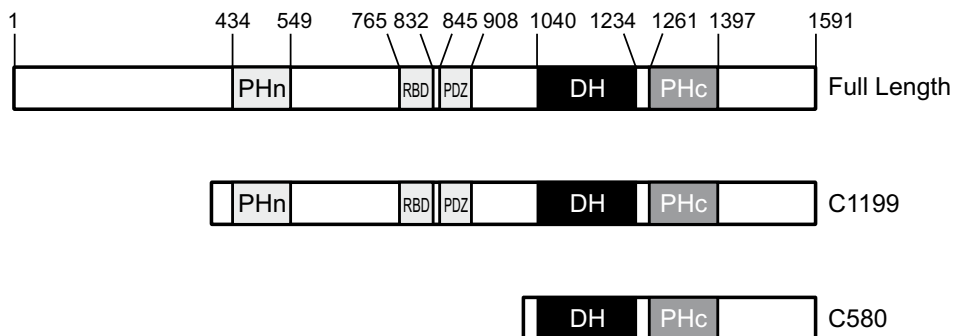 1 434 549 765 832 845 908 1040 1234 1261 1397 1591
PHn RBD PDZ DH PHc Full Length
PHn RBD PDZ DH PHc C1199
DH PHc C580